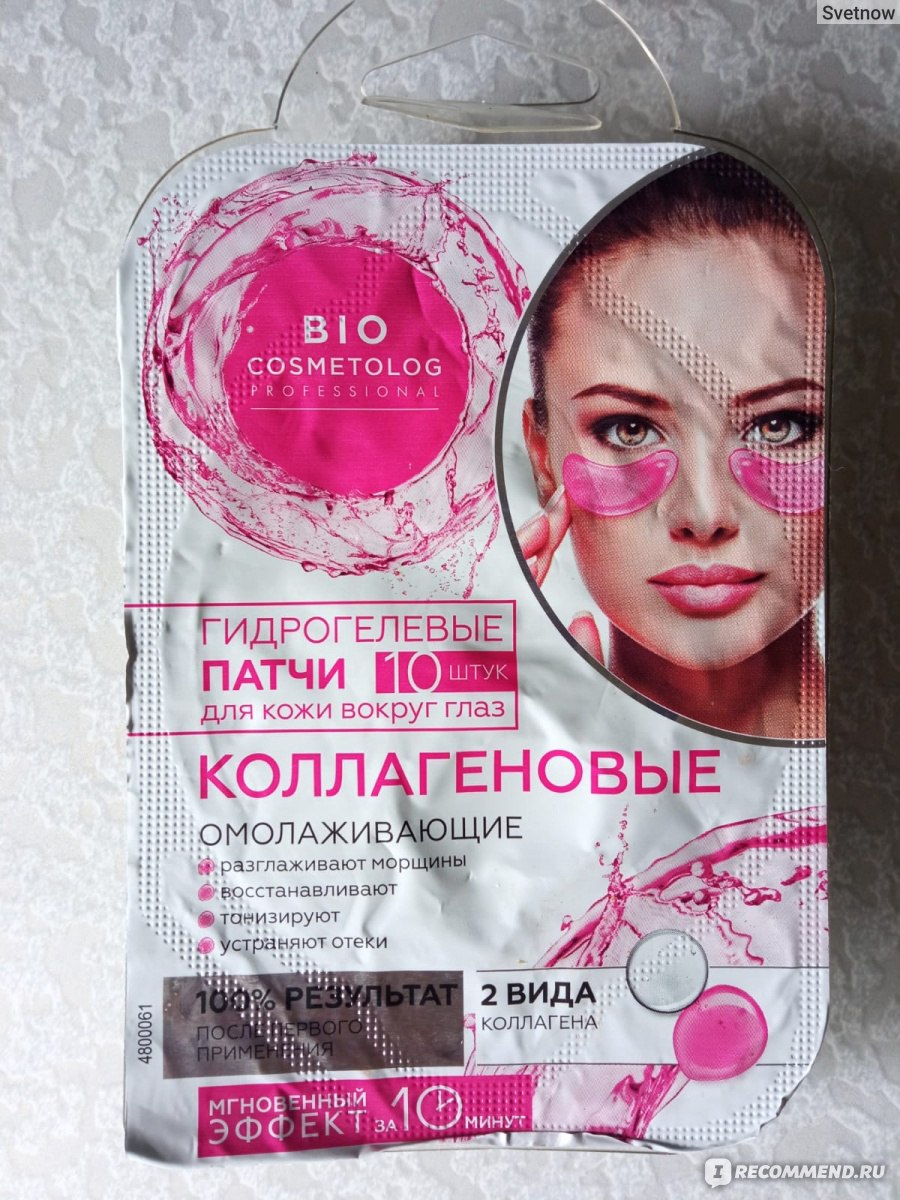 Svetnow
BIO
COSMETOLOG
PROFESSIONAL
ГИДРОГЕЛЕВЫЕ
ПАТЧИ 10 ШТУК
ДЛЯ КОЖИ ВОКРУГ ГЛАЗ
КОЛЛАГЕНОВЫЕ
ОМОЛАЖИВАЮЩИЕ
разглаживают морщины
восстанавливают
тонизируют
устраняют отеки
100% РЕЗУЛЬТАТ
ПОСЛЕ ПЕРВОГО
ПРИМЕНЕНИЯ
2 ВИДА
КОЛЛАГЕНА
4800061
МГНОВЕННЫЙ
ЭФФЕКТ ЗА 10 МИНУТ
IRECOMMEND.RU